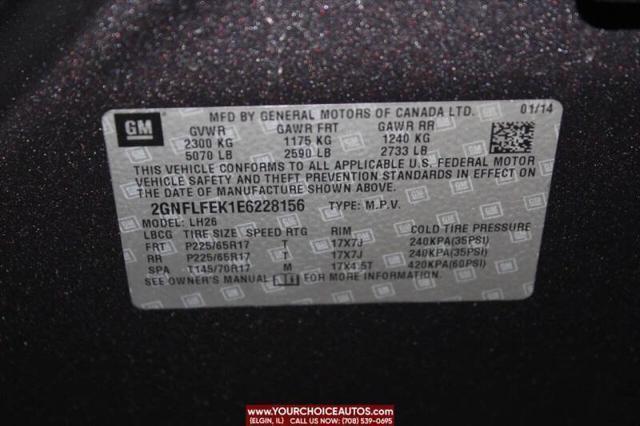 GM
MFD BY GENERAL MOTORS OF CANADA LTD. 01/14
GVWR GAWR FRT GAWR RR
2300 KG 1175 KG 1240 KG
5070 LB 2590 LB 2733 LB
THIS VEHICLE CONFORMS TO ALL APPLICABLE U.S. FEDERAL MOTOR
VEHICLE SAFETY AND THEFT PREVENTION STANDARDS IN EFFECT ON
THE DATE OF MANUFACTURE SHOWN ABOVE.
2GNFLFEK1E6228156 TYPE: M.P.V.
MODEL: LH26
LBCG TIRE SIZE SPEED RTG RIM COLD TIRE PRESSURE
FRT P225/65R17 T 17X7J 240KPA(35PSI)
RR P225/65R17 T 17X7J 240KPA(35PSI)
SPA T145/70R17 M 17X4.5T 420KPA(60PSI)
SEE OWNER'S MANUAL FOR MORE INFORMATION.
www.YOURCHOICEAUTOS.com
(ELGIN, IL) (708) 539-0695